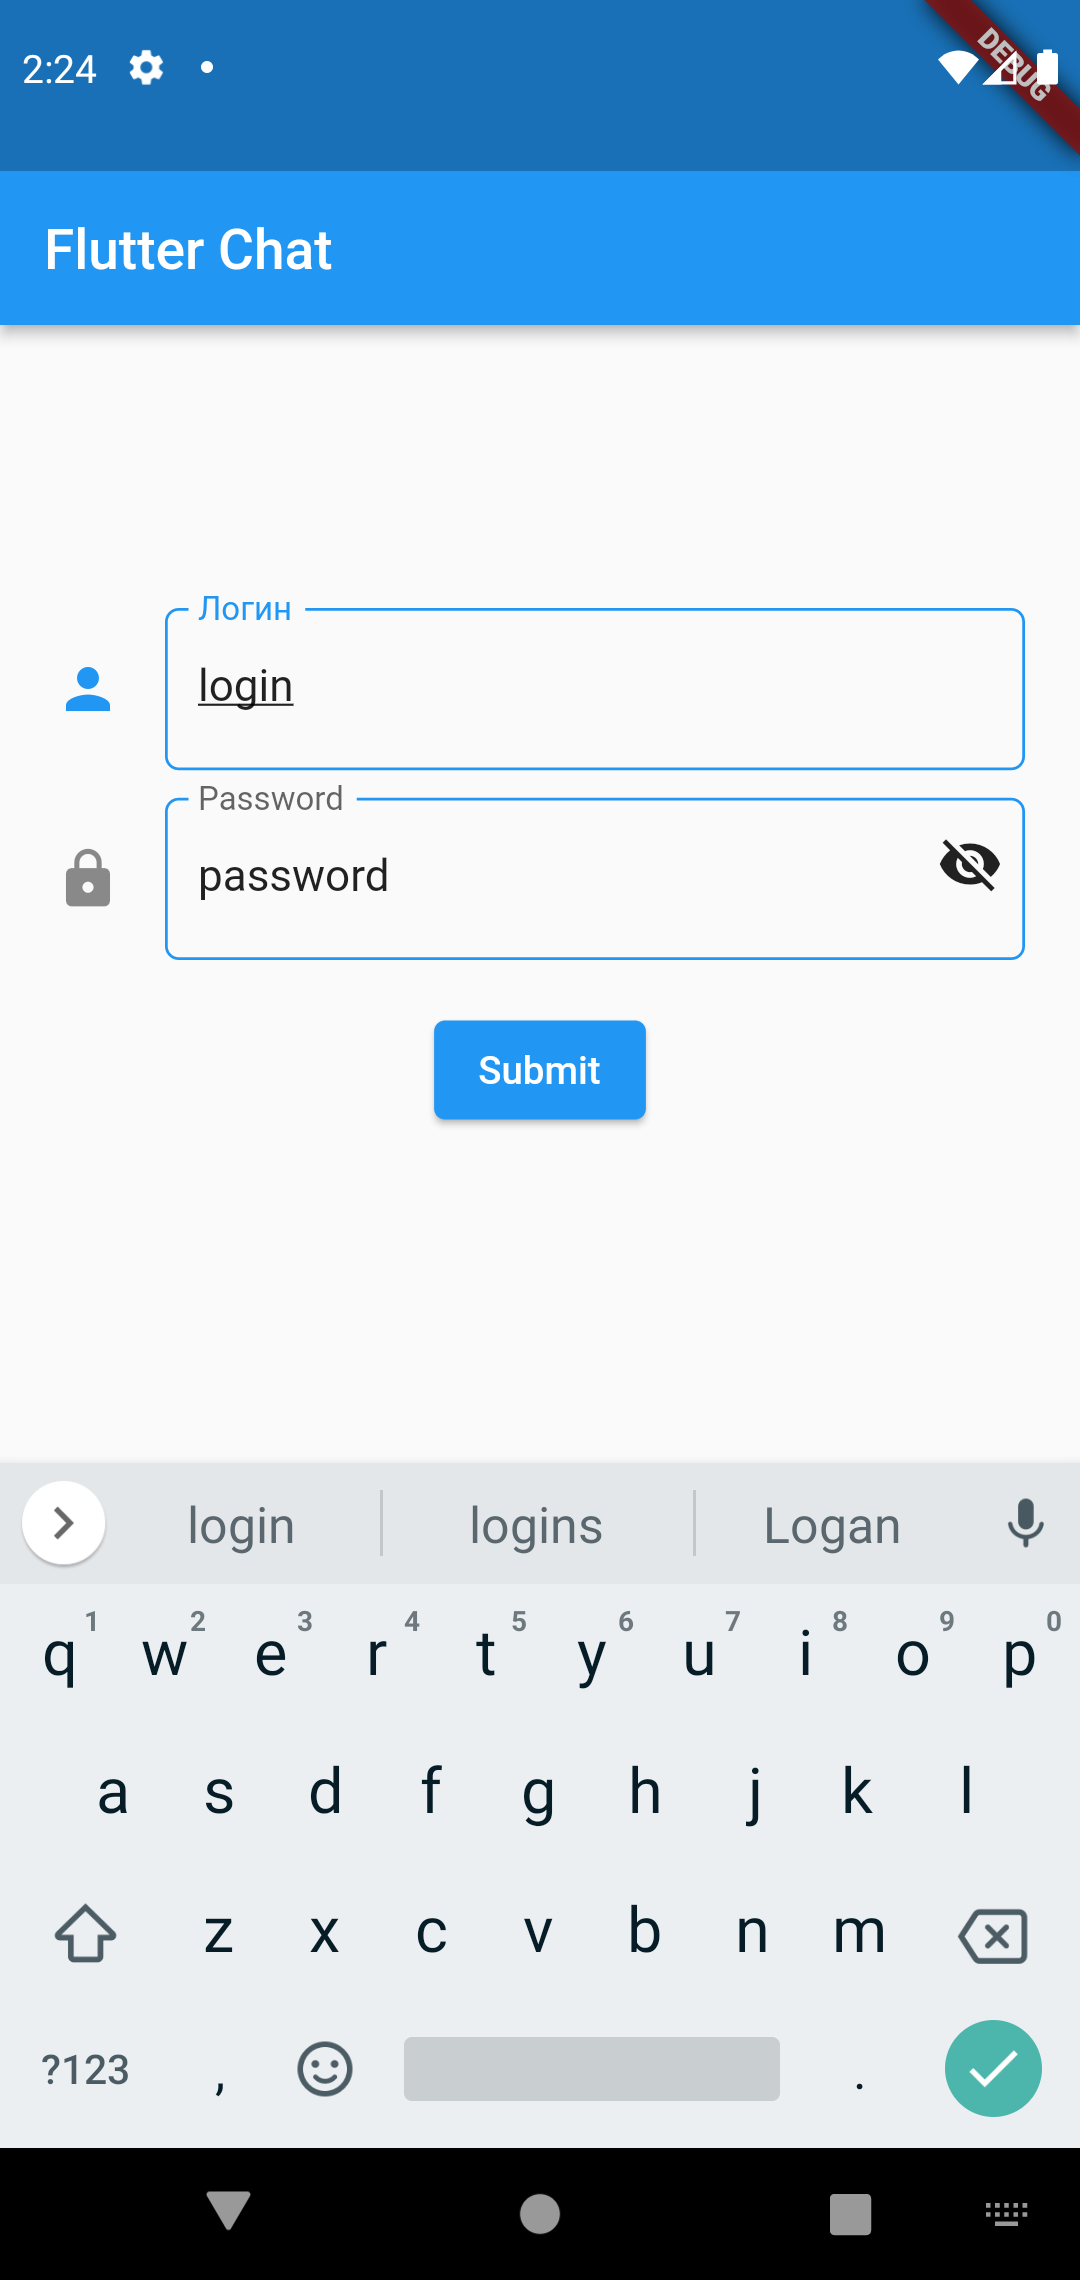 2:24
DEBUG
Flutter Chat
Логин
login
Password
password
Submit
login logins Logan
1 2 3 4 5 6 7 8 9 0
q w e r t y u i o p
a s d f g h j k l
z x c v b n m
?123 , .